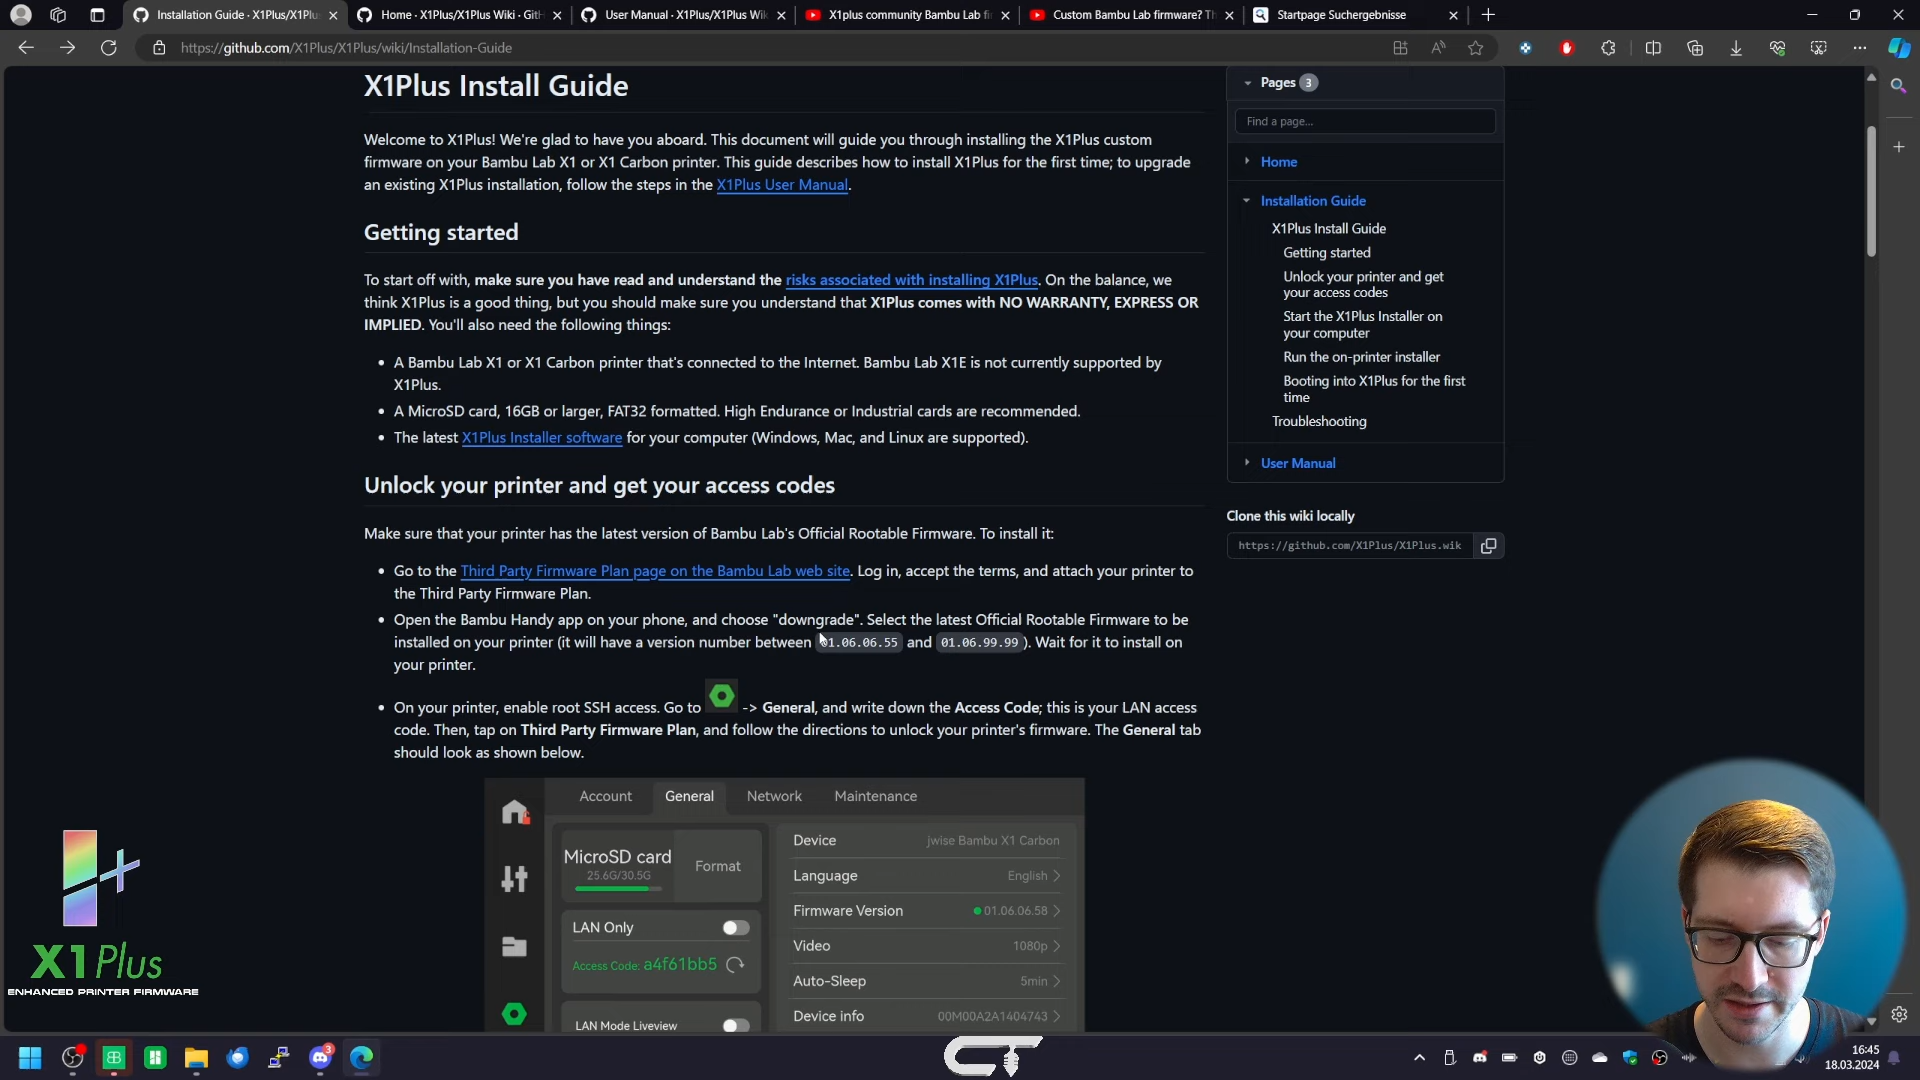 Installation Guide · X1Plus/X1Plus
Home · X1Plus/X1Plus Wiki · GitH
User Manual · X1Plus/X1Plus Wik
X1plus community Bambu Lab fi
Custom Bambu Lab firmware? Th
Startpage Suchergebnisse
https://github.com/X1Plus/X1Plus/wiki/Installation-Guide
X1Plus Install Guide
Welcome to X1Plus! We're glad to have you aboard. This document will guide you through installing the X1Plus custom
firmware on your Bambu Lab X1 or X1 Carbon printer. This guide describes how to install X1Plus for the first time; to upgrade
an existing X1Plus installation, follow the steps in the X1Plus User Manual.
Getting started
To start off with, make sure you have read and understand the risks associated with installing X1Plus. On the balance, we
think X1Plus is a good thing, but you should make sure you understand that X1Plus comes with NO WARRANTY, EXPRESS OR
IMPLIED. You'll also need the following things:
• A Bambu Lab X1 or X1 Carbon printer that's connected to the Internet. Bambu Lab X1E is not currently supported by
X1Plus.
• A MicroSD card, 16GB or larger, FAT32 formatted. High Endurance or Industrial cards are recommended.
• The latest X1Plus Installer software for your computer (Windows, Mac, and Linux are supported).
Unlock your printer and get your access codes
Make sure that your printer has the latest version of Bambu Lab's Official Rootable Firmware. To install it:
• Go to the Third Party Firmware Plan page on the Bambu Lab web site. Log in, accept the terms, and attach your printer to
the Third Party Firmware Plan.
• Open the Bambu Handy app on your phone, and choose "downgrade". Select the latest Official Rootable Firmware to be
installed on your printer (it will have a version number between 01.06.06.55 and 01.06.99.99 ). Wait for it to install on
your printer.
• On your printer, enable root SSH access. Go to -> General, and write down the Access Code; this is your LAN access
code. Then, tap on Third Party Firmware Plan, and follow the directions to unlock your printer's firmware. The General tab
should look as shown below.
Account General Network Maintenance
MicroSD card
25.6G/30.5G
Format
LAN Only
Access Code: a4f61bb5
LAN Mode Liveview
Device jwise Bambu X1 Carbon
Language English >
Firmware Version 01.06.06.58 >
Video 1080p >
Auto-Sleep 5min >
Device info 00M00A2A1404743 >
Pages 3
Find a page...
Home
Installation Guide
X1Plus Install Guide
Getting started
Unlock your printer and get
your access codes
Start the X1Plus Installer on
your computer
Run the on-printer installer
Booting into X1Plus for the first
time
Troubleshooting
User Manual
Clone this wiki locally
https://github.com/X1Plus/X1Plus.wik
X1 Plus
ENHANCED PRINTER FIRMWARE
3
16:45
18.03.2024